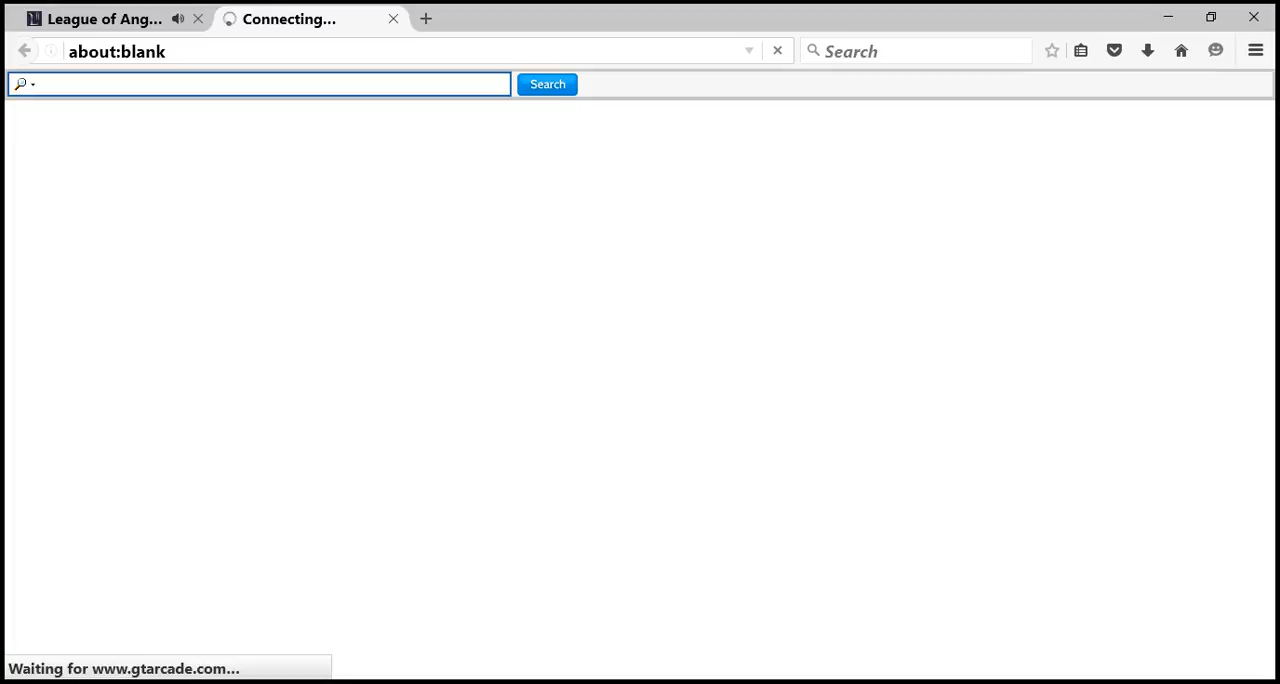 League of Ang...
Connecting...
about:blank
Search
Search
Waiting for www.gtarcade.com...